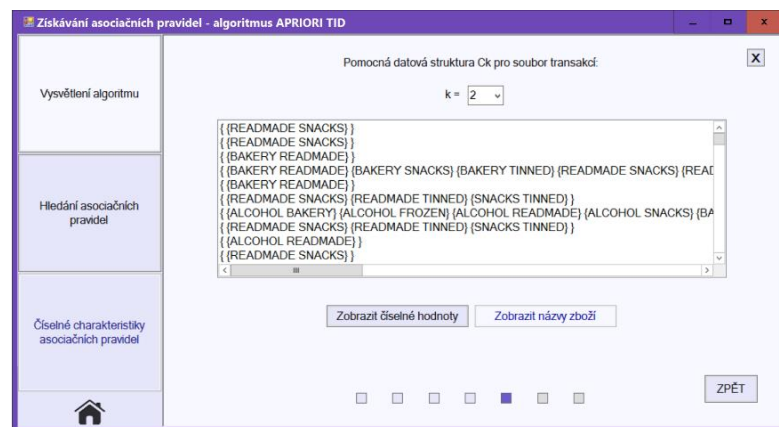 Získávání asociačních pravidel - algoritmus APRIORI TID
Vysvětlení algoritmu
Hledání asociačních
pravidel
Číselné charakteristiky
asociačních pravidel
X
Pomocná datová struktura Ck pro soubor transakcí:
k = 2
{ {READMADE SNACKS} }
{ {READMADE SNACKS} }
{ {BAKERY READMADE} }
{ {BAKERY READMADE} {BAKERY SNACKS} {BAKERY TINNED} {READMADE SNACKS} {READ
{ {BAKERY READMADE} }
{ {READMADE SNACKS} {READMADE TINNED} {SNACKS TINNED} }
{ {ALCOHOL BAKERY} {ALCOHOL FROZEN} {ALCOHOL READMADE} {ALCOHOL SNACKS} {BA
{ {READMADE SNACKS} {READMADE TINNED} {SNACKS TINNED} }
{ {ALCOHOL READMADE} }
{ {READMADE SNACKS} }
Zobrazit číselné hodnoty Zobrazit názvy zboží
ZPĚT